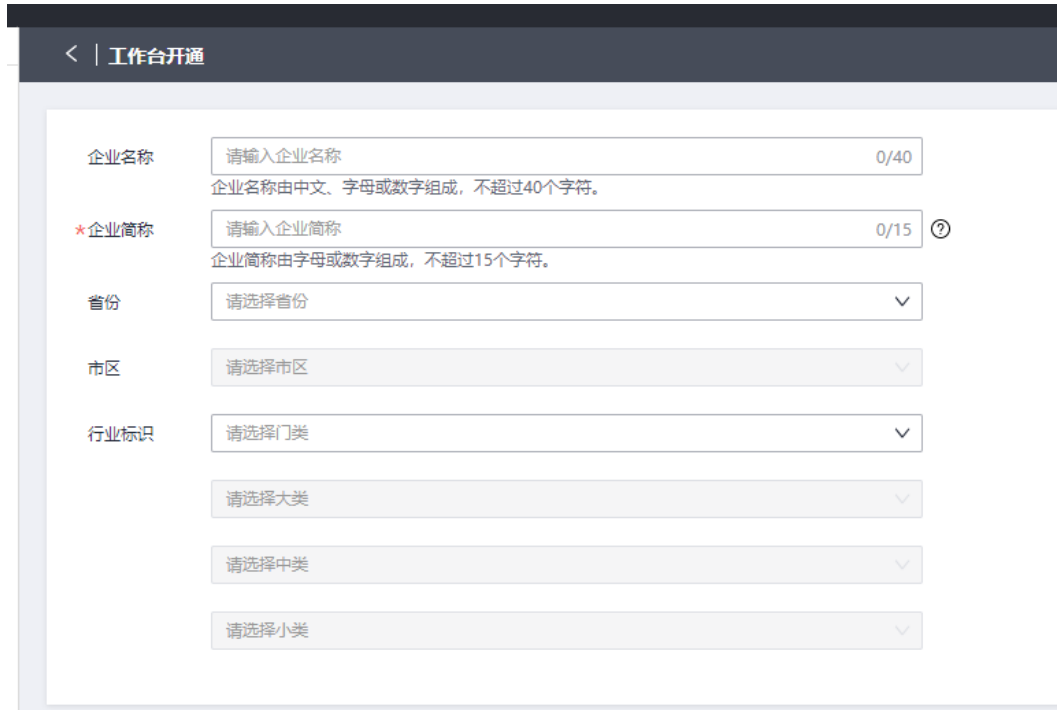 工作台开通
企业名称 请输入企业名称 0/40
企业名称由中文、字母或数字组成，不超过40个字符。
*企业简称 请输入企业简称 0/15
企业简称由字母或数字组成，不超过15个字符。
省份 请选择省份
市区 请选择市区
行业标识 请选择门类
请选择大类
请选择中类
请选择小类